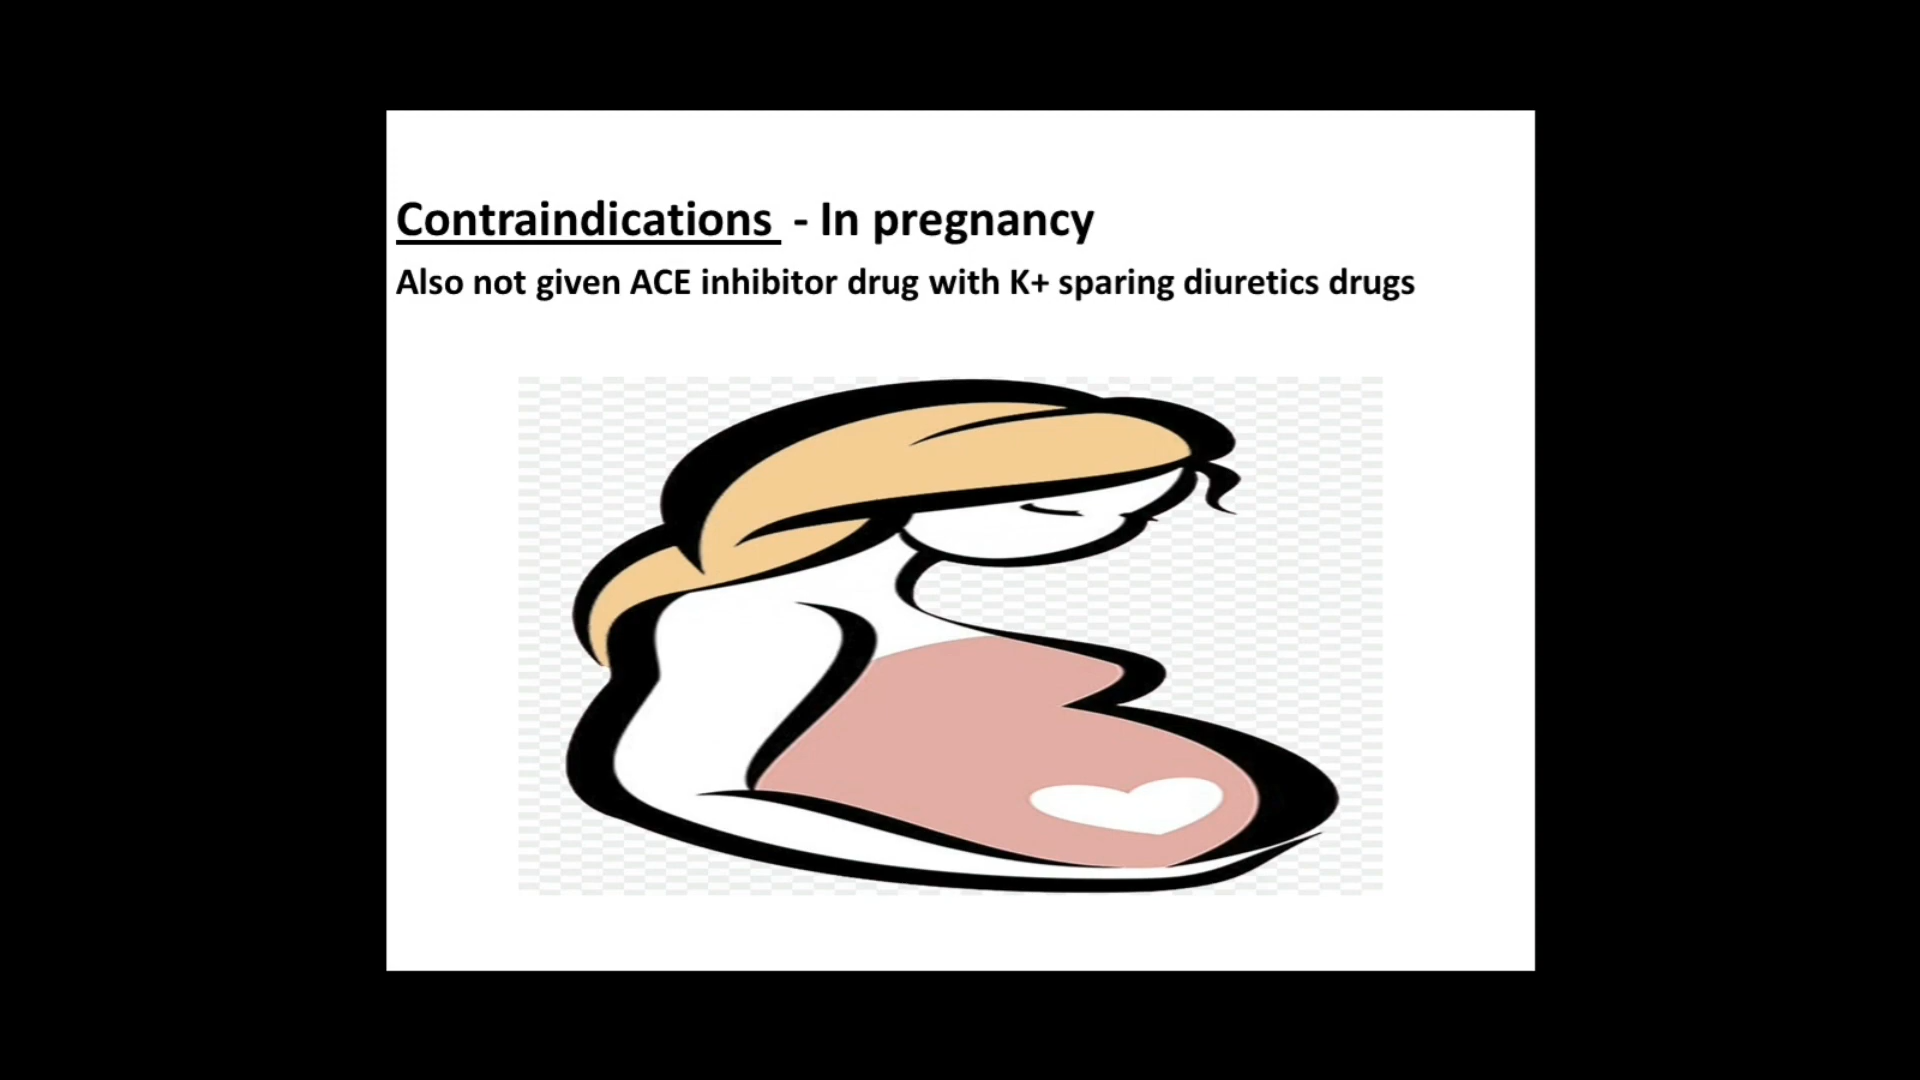 Contraindications - In pregnancy
Also not given ACE inhibitor drug with K+ sparing diuretics drugs